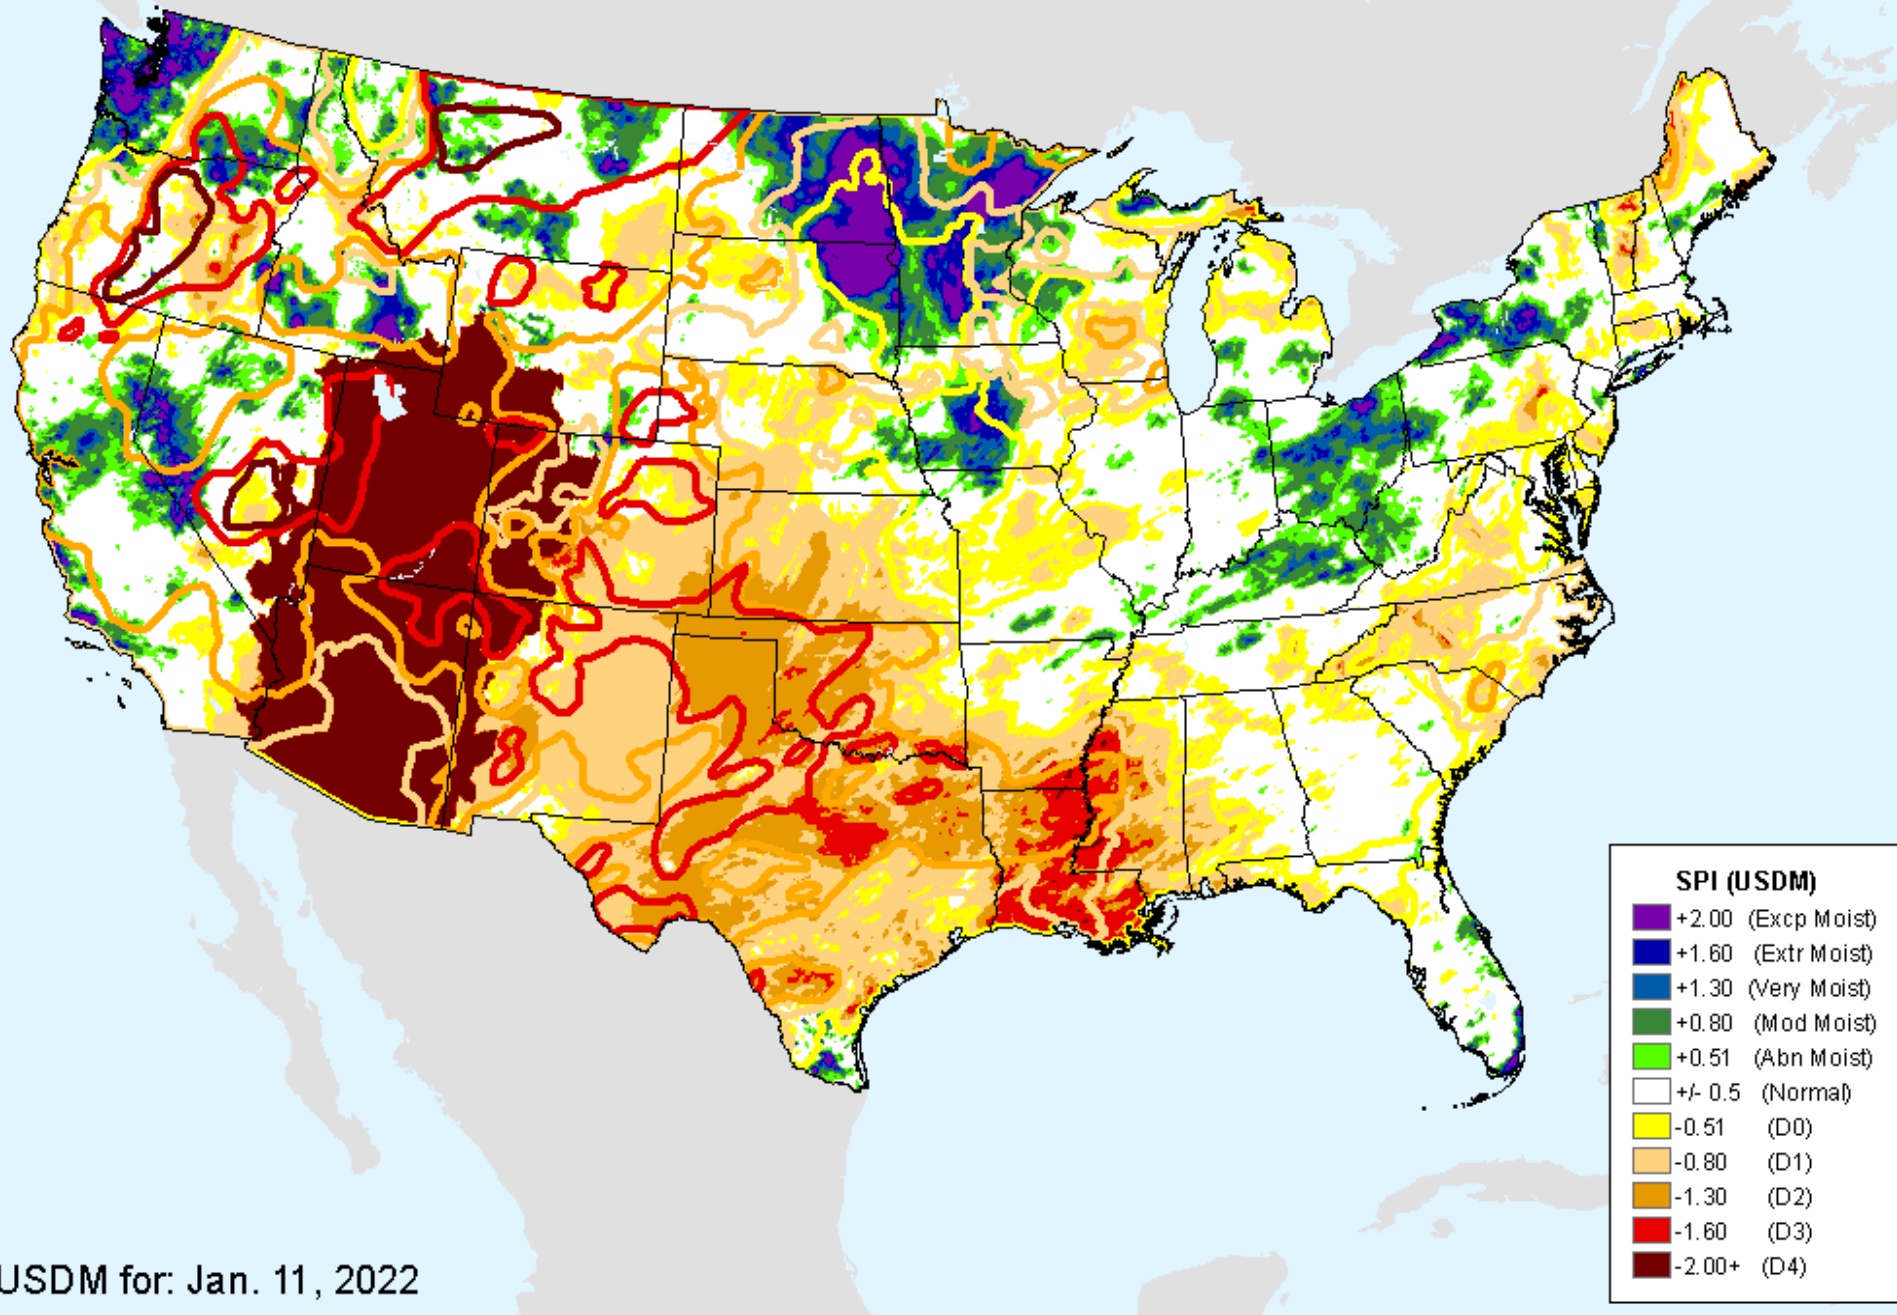 SPI (USDM)
+2.00 (Excp Moist)
+1.60 (Extr Moist)
+1.30 (Very Moist)
+0.80 (Mod Moist)
+0.51 (Abn Moist)
+/- 0.5 (Normal)
-0.51 (D0)
-0.80 (D1)
-1.30 (D2)
-1.60 (D3)
-2.00+ (D4)
USDM for: Jan. 11, 2022